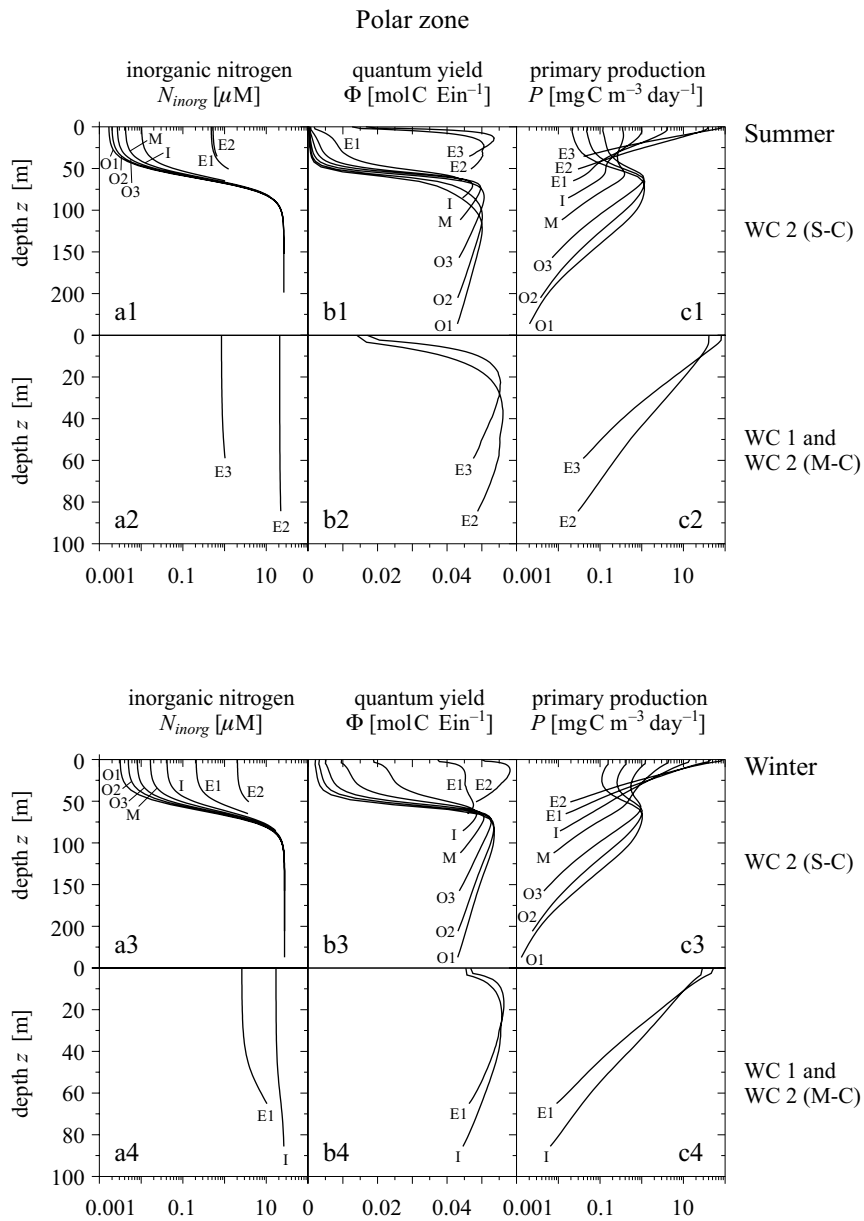 Polar zone
inorganic nitrogen quantum yield primary production
N_inorg [μM] Φ [mol C Ein⁻¹] P [mg C m⁻³ day⁻¹]
Summer
0
50
100
150
200
depth z [m]
O1 O2 O3 M I E1 E2
a1
E1 E3 E2 I M O3 O2 O1
b1
E3 E2 E1 I M O3 O2 O1
c1
WC 2 (S-C)
0
20
40
60
80
100
depth z [m]
E3 E2
a2
E3 E2
b2
E3 E2
c2
WC 1 and
WC 2 (M-C)
0.001 0.1 10 0 0.02 0.04 0.001 0.1 10
inorganic nitrogen quantum yield primary production
N_inorg [μM] Φ [mol C Ein⁻¹] P [mg C m⁻³ day⁻¹]
Winter
0
50
100
150
200
depth z [m]
O1 O2 O3 M I E1 E2
a3
E1 E2 I M O3 O2 O1
b3
E2 E1 I M O3 O2 O1
c3
WC 2 (S-C)
0
20
40
60
80
100
depth z [m]
E1 I
a4
E1 I
b4
E1 I
c4
WC 1 and
WC 2 (M-C)
0.001 0.1 10 0 0.02 0.04 0.001 0.1 10